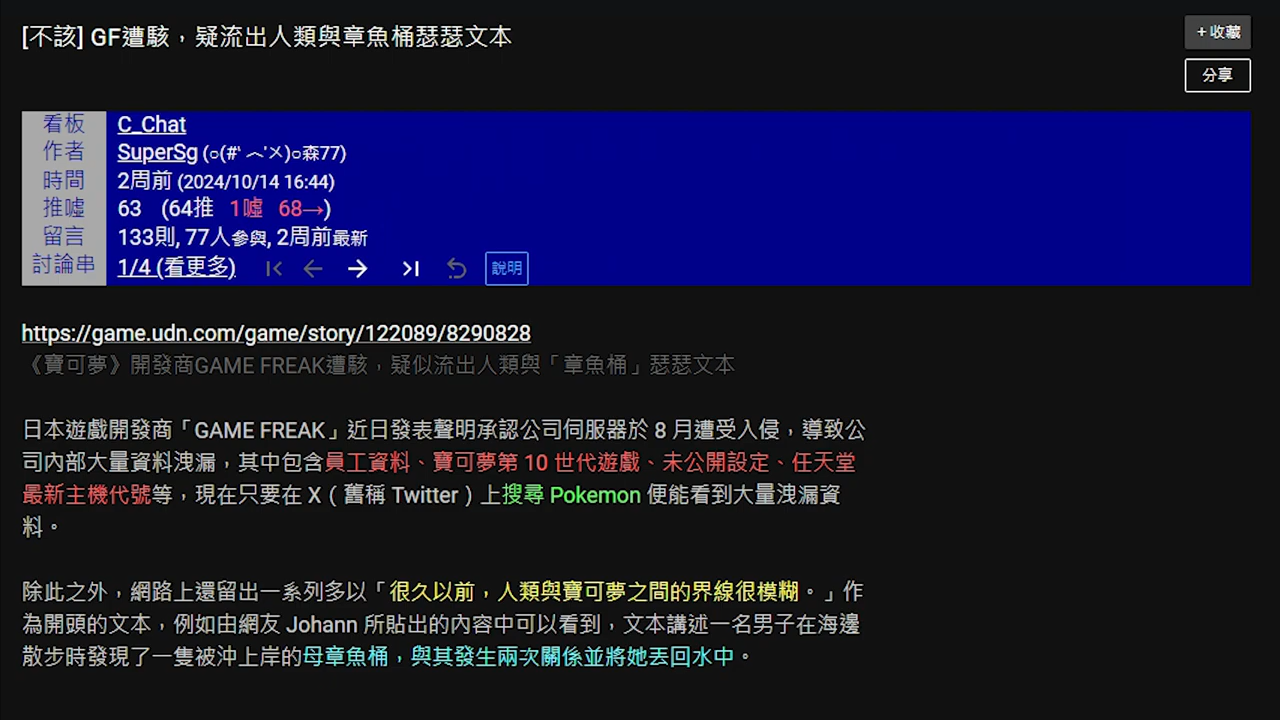 [不該] GF遭駭，疑流出人類與章魚桶瑟瑟文本
+收藏
分享
看板 C_Chat
作者 SuperSg (○(#‵ ︿′ㄨ)○森77)
時間 2周前 (2024/10/14 16:44)
推噓 63 (64推 1噓 68→)
留言 133則, 77人參與, 2周前最新
討論串 1/4 (看更多) 說明
https://game.udn.com/game/story/122089/8290828
《寶可夢》開發商GAME FREAK遭駭，疑似流出人類與「章魚桶」瑟瑟文本
日本遊戲開發商「GAME FREAK」近日發表聲明承認公司伺服器於 8 月遭受入侵，導致公
司內部大量資料洩漏，其中包含員工資料、寶可夢第 10 世代遊戲、未公開設定、任天堂
最新主機代號等，現在只要在 X（舊稱 Twitter）上搜尋 Pokemon 便能看到大量洩漏資
料。
除此之外，網路上還留出一系列多以「很久以前，人類與寶可夢之間的界線很模糊。」作
為開頭的文本，例如由網友 Johann 所貼出的內容中可以看到，文本講述一名男子在海邊
散步時發現了一隻被沖上岸的母章魚桶，與其發生兩次關係並將她丟回水中。